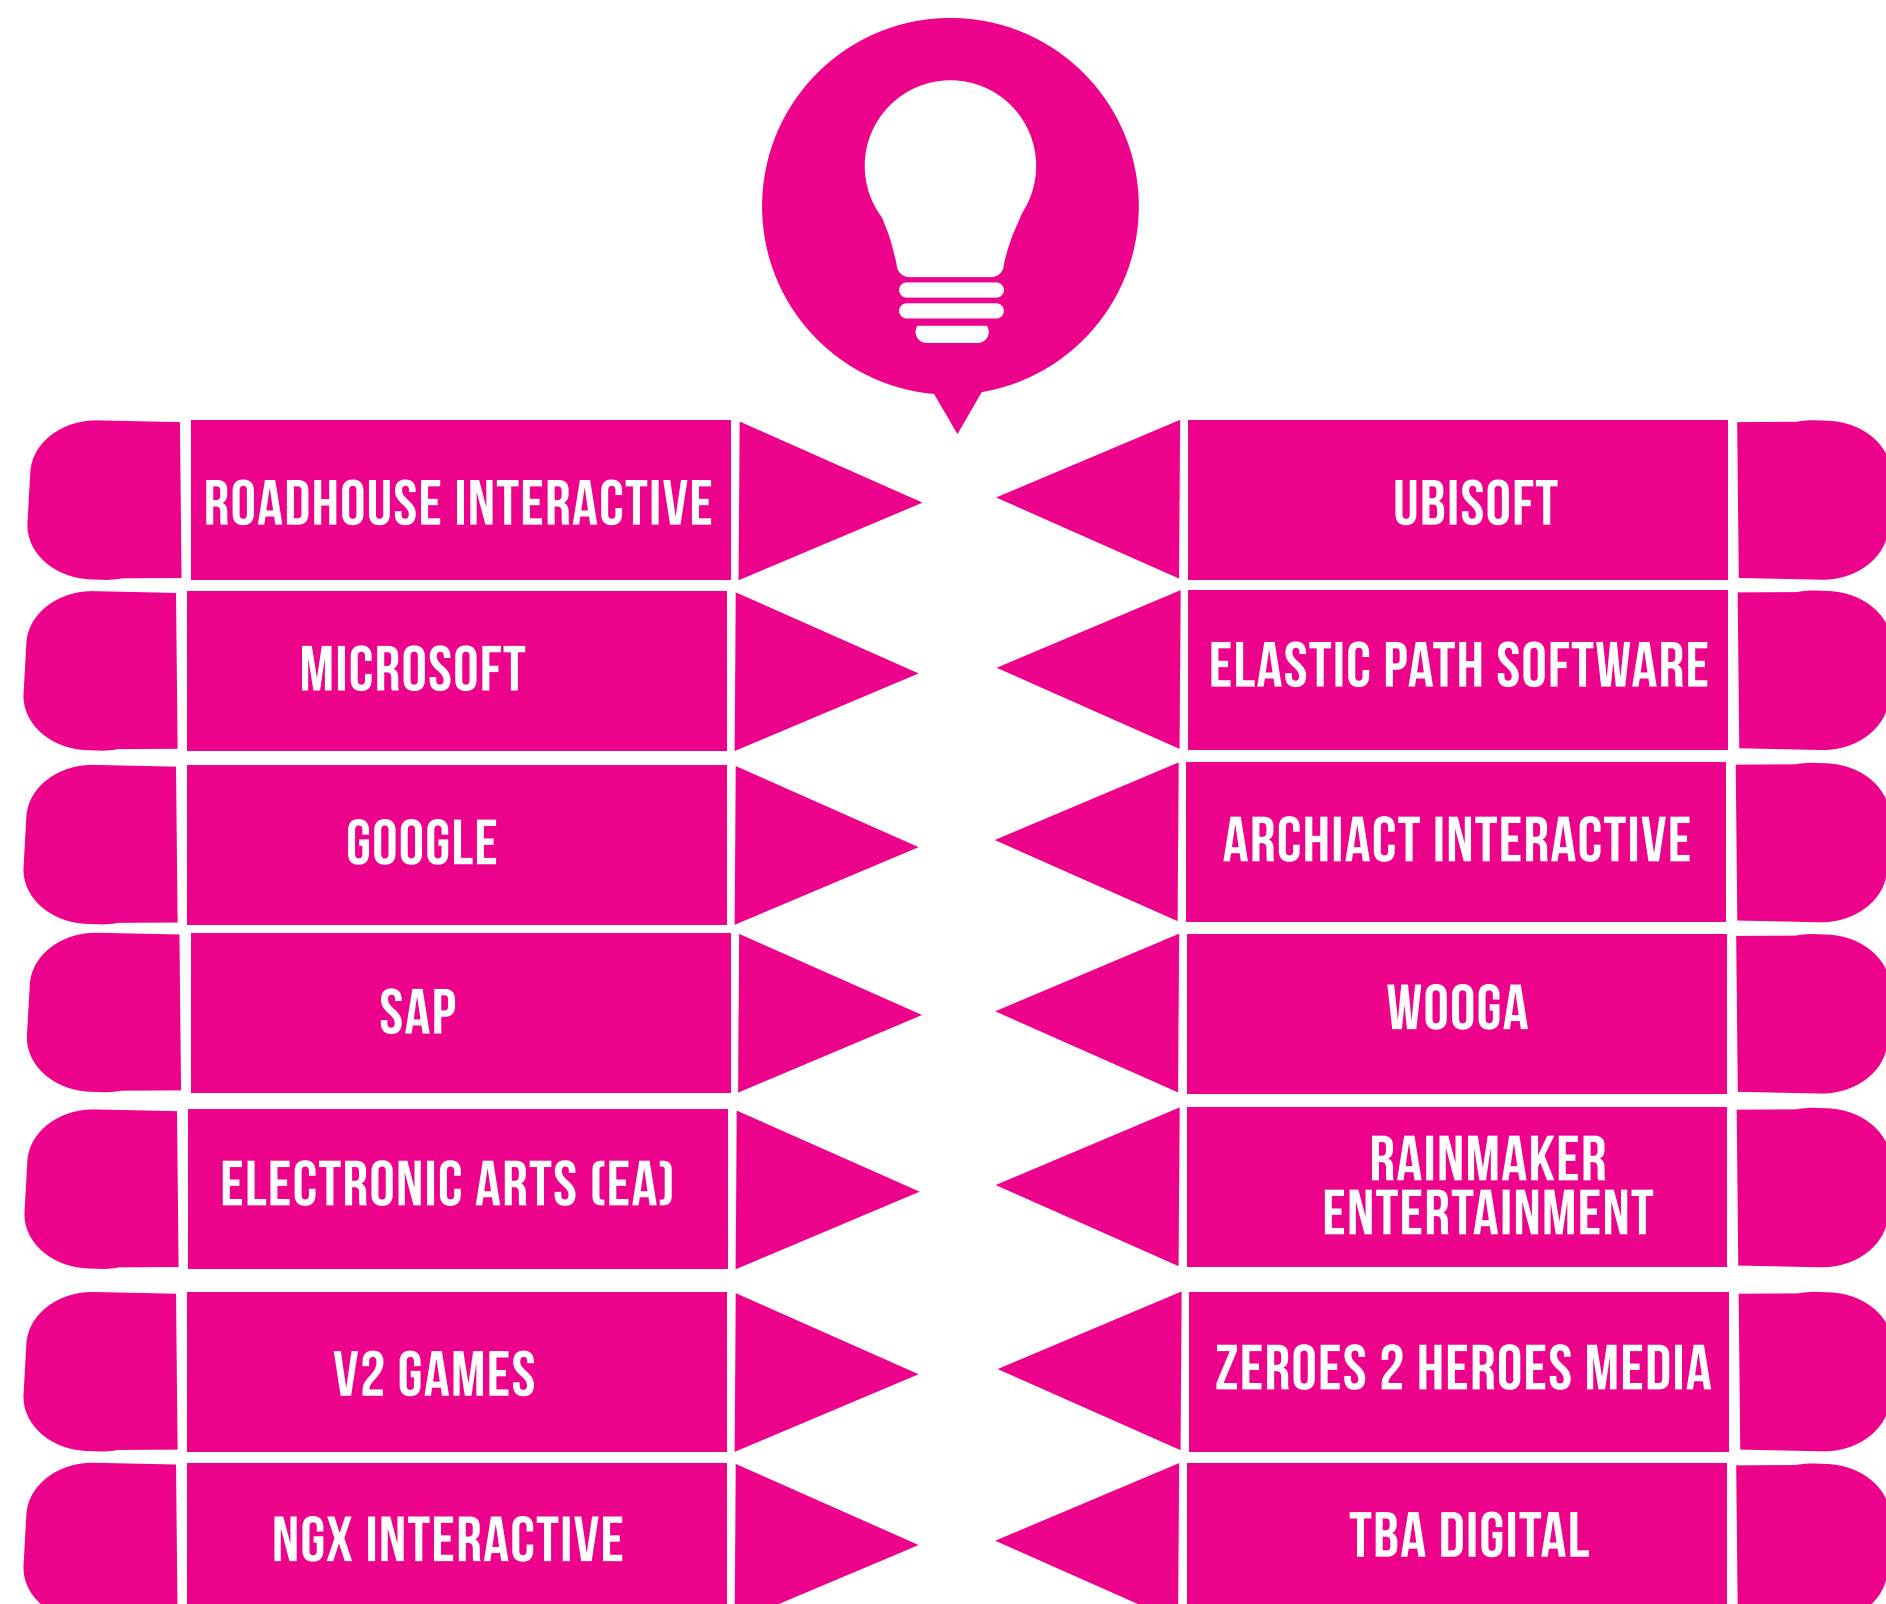 ROADHOUSE INTERACTIVE
UBISOFT
MICROSOFT
ELASTIC PATH SOFTWARE
GOOGLE
ARCHIACT INTERACTIVE
SAP
WOOGA
ELECTRONIC ARTS (EA)
RAINMAKER
ENTERTAINMENT
V2 GAMES
ZEROES 2 HEROES MEDIA
NGX INTERACTIVE
TBA DIGITAL